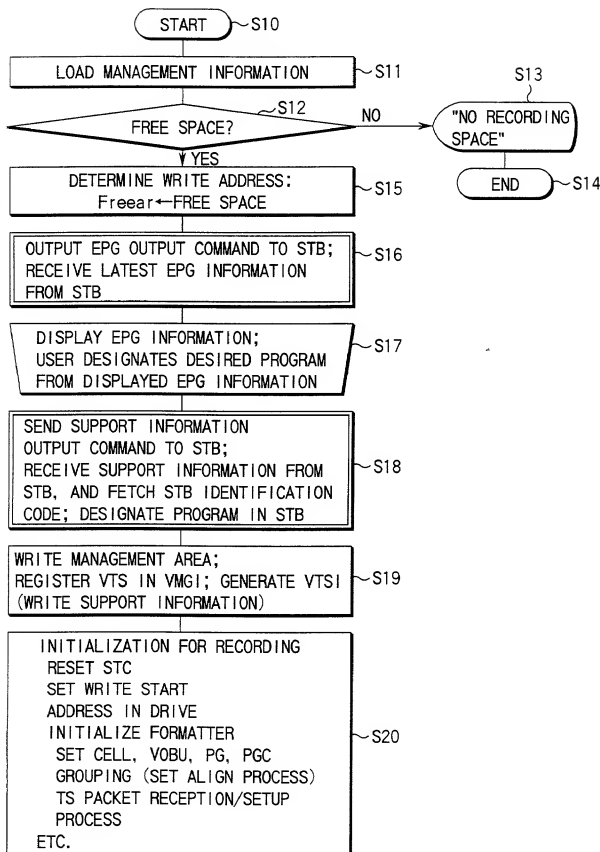 START
S10
LOAD MANAGEMENT INFORMATION
S11
S12
FREE SPACE?
NO
S13
"NO RECORDING
SPACE"
END
S14
YES
DETERMINE WRITE ADDRESS:
Freear←FREE SPACE
S15
OUTPUT EPG OUTPUT COMMAND TO STB;
RECEIVE LATEST EPG INFORMATION
FROM STB
S16
DISPLAY EPG INFORMATION;
USER DESIGNATES DESIRED PROGRAM
FROM DISPLAYED EPG INFORMATION
S17
SEND SUPPORT INFORMATION
OUTPUT COMMAND TO STB;
RECEIVE SUPPORT INFORMATION FROM
STB, AND FETCH STB IDENTIFICATION
CODE; DESIGNATE PROGRAM IN STB
S18
WRITE MANAGEMENT AREA;
REGISTER VTS IN VMGI; GENERATE VTSI
(WRITE SUPPORT INFORMATION)
S19
INITIALIZATION FOR RECORDING
RESET STC
SET WRITE START
ADDRESS IN DRIVE
INITIALIZE FORMATTER
SET CELL, VOBU, PG, PGC
GROUPING (SET ALIGN PROCESS)
TS PACKET RECEPTION/SETUP
PROCESS
ETC.
S20